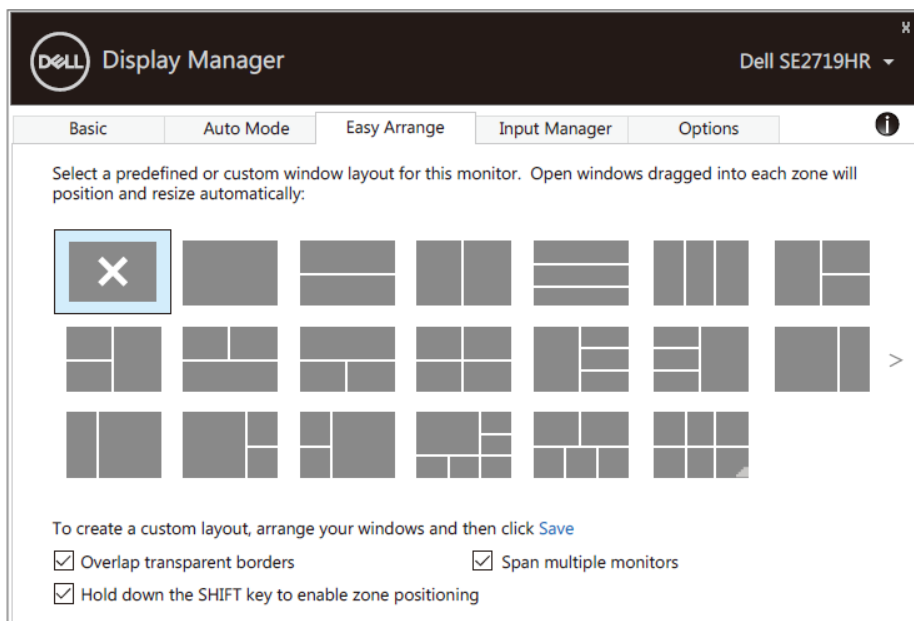 x
DELL Display Manager
Dell SE2719HR
Basic Auto Mode Easy Arrange Input Manager Options i
Select a predefined or custom window layout for this monitor. Open windows dragged into each zone will
position and resize automatically:
>
To create a custom layout, arrange your windows and then click Save
Overlap transparent borders Span multiple monitors
Hold down the SHIFT key to enable zone positioning